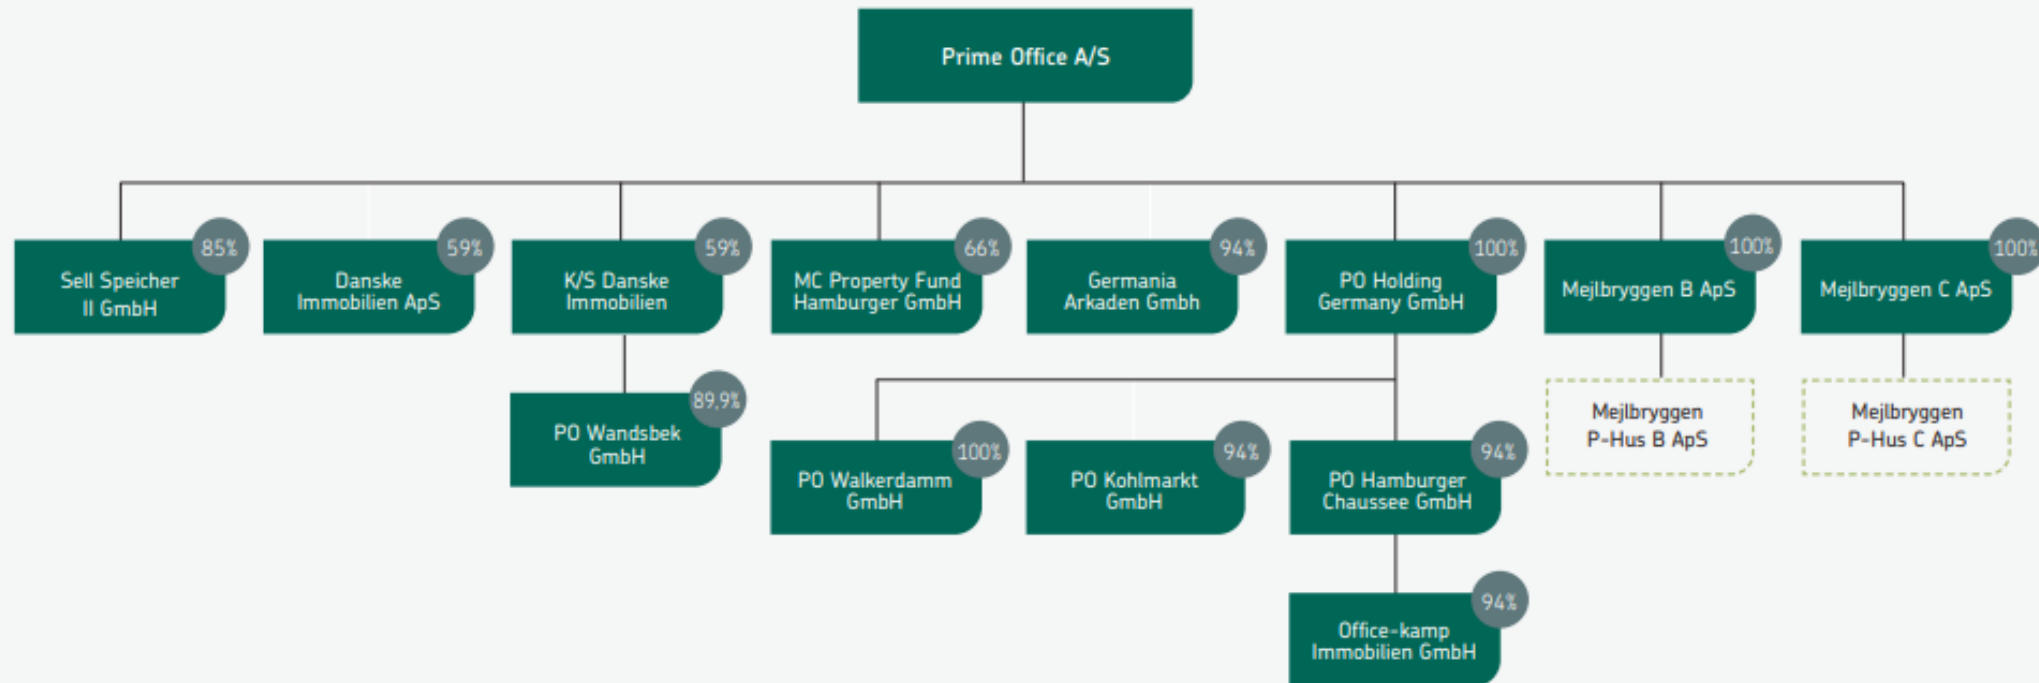 Prime Office A/S
85%
Sell Speicher
II GmbH
59%
Danske
Immobilien ApS
59%
K/S Danske
Immobilien
66%
MC Property Fund
Hamburger GmbH
94%
Germania
Arkaden Gmbh
100%
PO Holding
Germany GmbH
100%
Mejlbryggen B ApS
100%
Mejlbryggen C ApS
89,9%
PO Wandsbek
GmbH
100%
PO Walkerdamm
GmbH
94%
PO Kohlmarkt
GmbH
94%
PO Hamburger
Chaussee GmbH
Mejlbryggen
P-Hus B ApS
Mejlbryggen
P-Hus C ApS
94%
Office-kamp
Immobilien GmbH